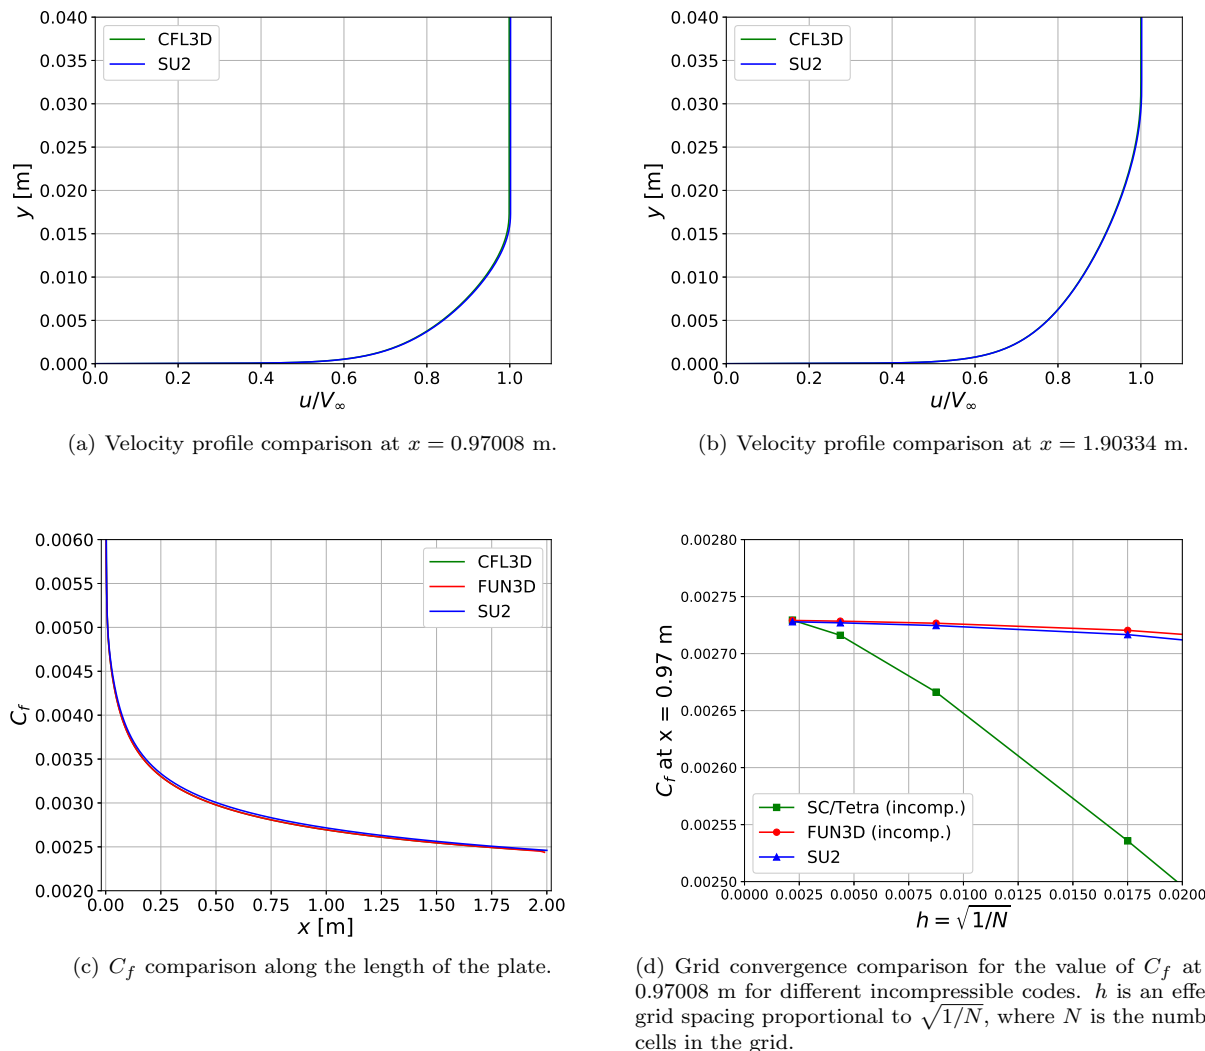 0.040
0.035
0.030
0.025
0.020
0.015
0.010
0.005
0.000
y [m]
CFL3D
SU2
0.0 0.2 0.4 0.6 0.8 1.0
u/V∞
(a) Velocity profile comparison at x = 0.97008 m.
0.040
0.035
0.030
0.025
0.020
0.015
0.010
0.005
0.000
y [m]
CFL3D
SU2
0.0 0.2 0.4 0.6 0.8 1.0
u/V∞
(b) Velocity profile comparison at x = 1.90334 m.
0.0060
0.0055
0.0050
0.0045
0.0040
0.0035
0.0030
0.0025
0.0020
Cf
CFL3D
FUN3D
SU2
0.00 0.25 0.50 0.75 1.00 1.25 1.50 1.75 2.00
x [m]
(c) Cf comparison along the length of the plate.
0.00280
0.00275
0.00270
0.00265
0.00260
0.00255
0.00250
Cf at x = 0.97 m
SC/Tetra (incomp.)
FUN3D (incomp.)
SU2
0.0000 0.0025 0.0050 0.0075 0.0100 0.0125 0.0150 0.0175 0.0200
h = √1/N
(d) Grid convergence comparison for the value of Cf at
0.97008 m for different incompressible codes. h is an effe
grid spacing proportional to √1/N, where N is the numb
cells in the grid.